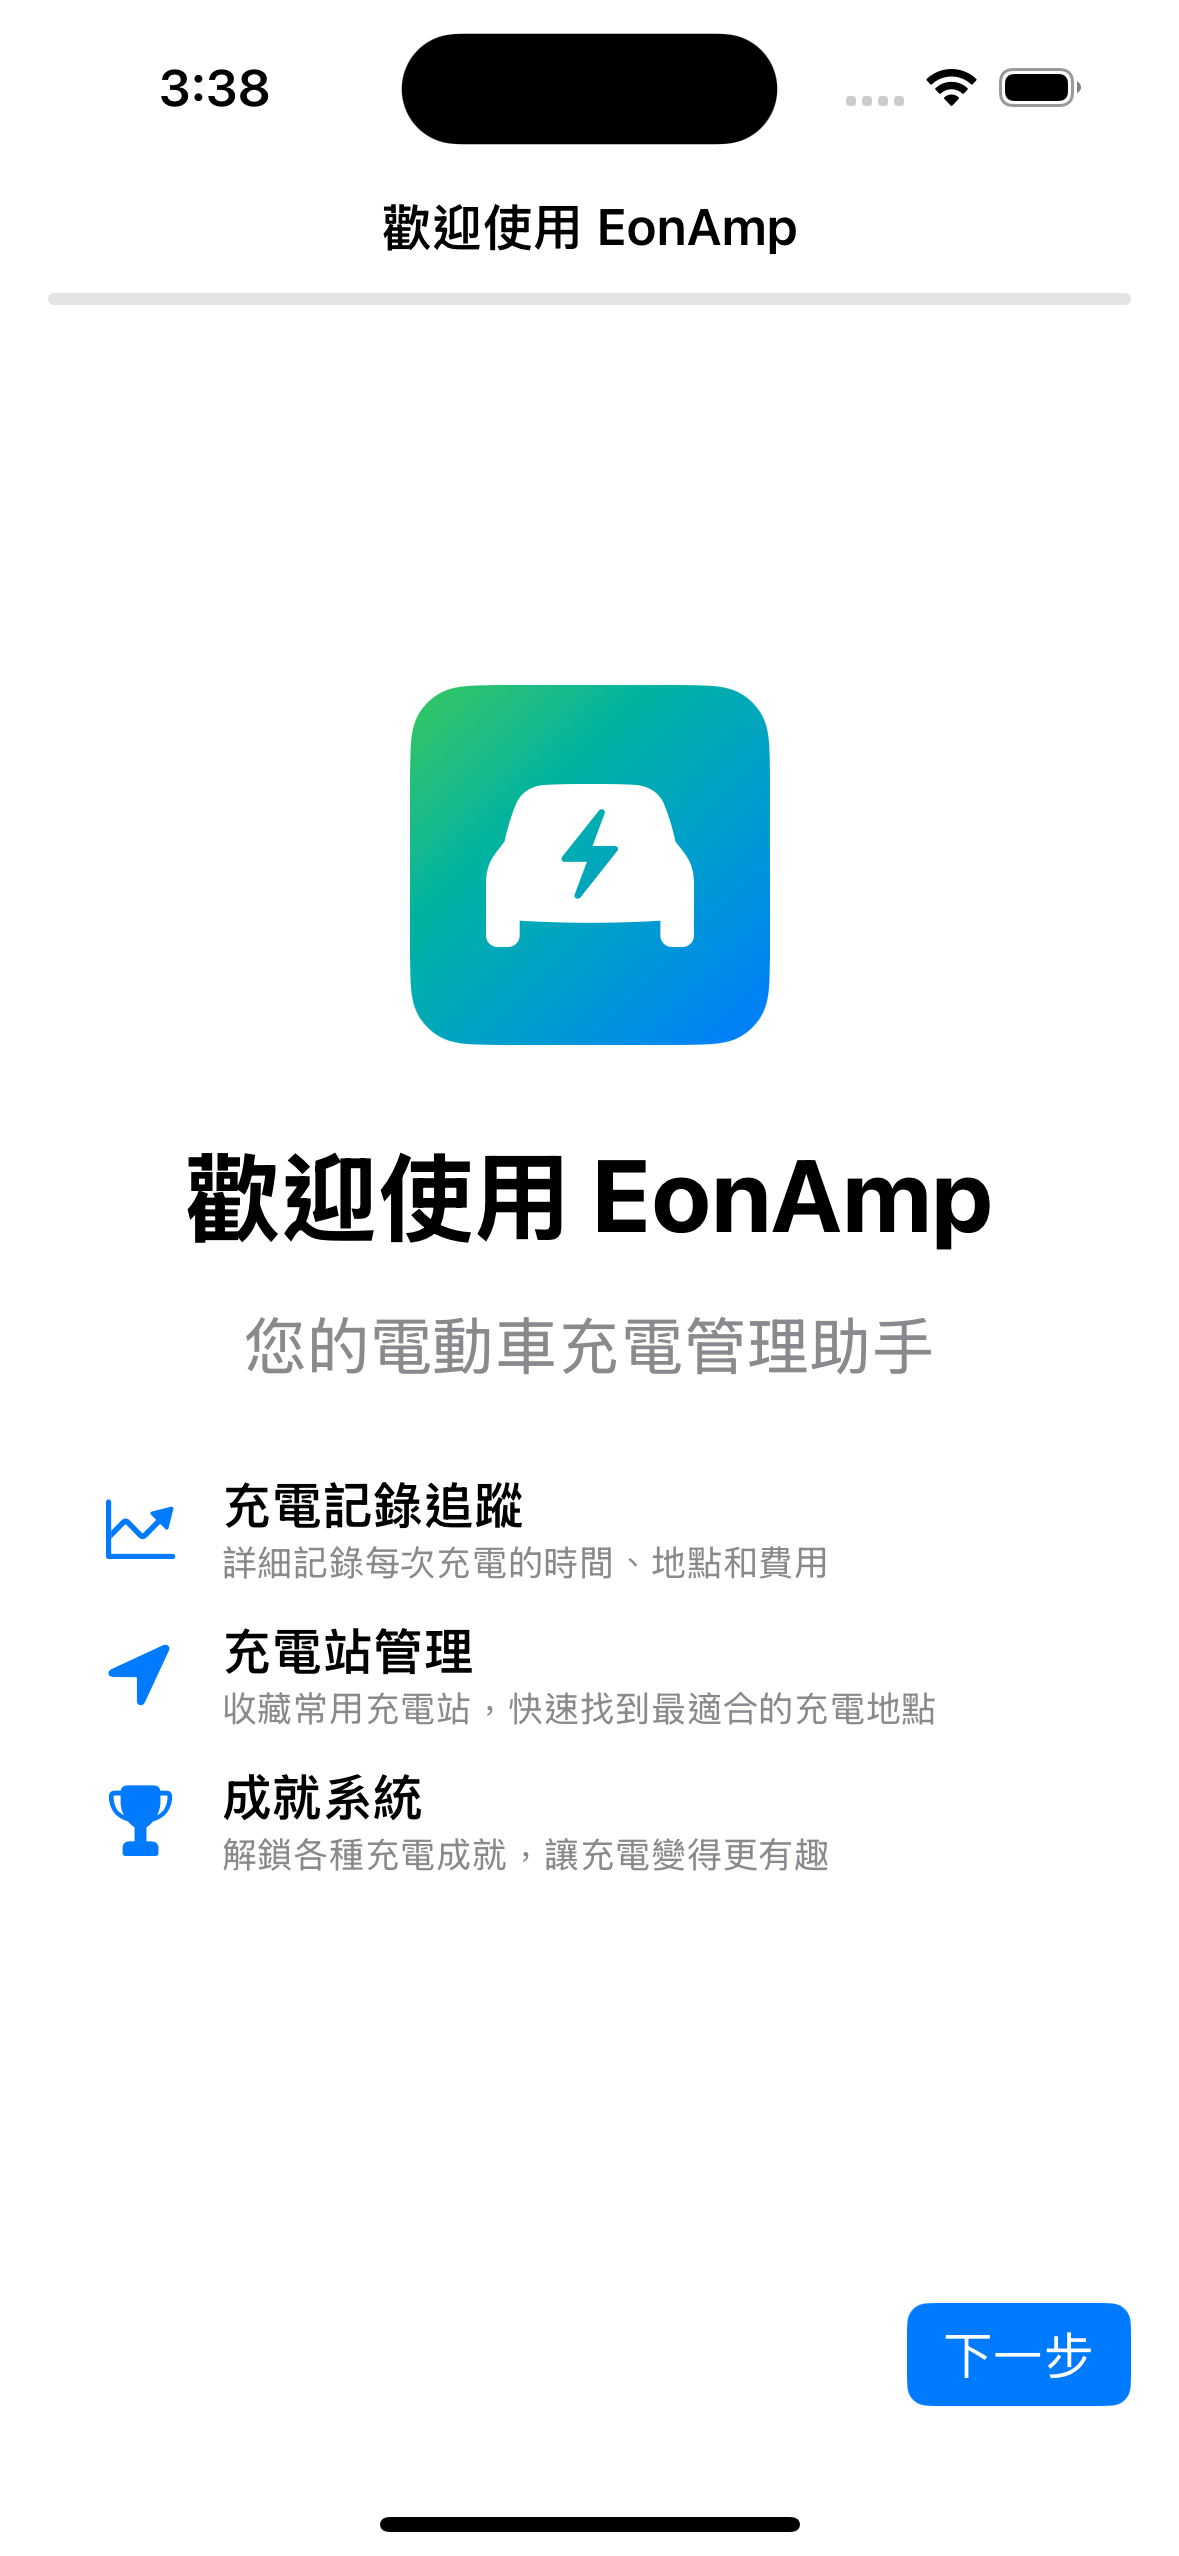 3:38
歡迎使用 EonAmp
歡迎使用 EonAmp
您的電動車充電管理助手
充電記錄追蹤
詳細記錄每次充電的時間、地點和費用
充電站管理
收藏常用充電站，快速找到最適合的充電地點
成就系統
解鎖各種充電成就，讓充電變得更有趣
下一步